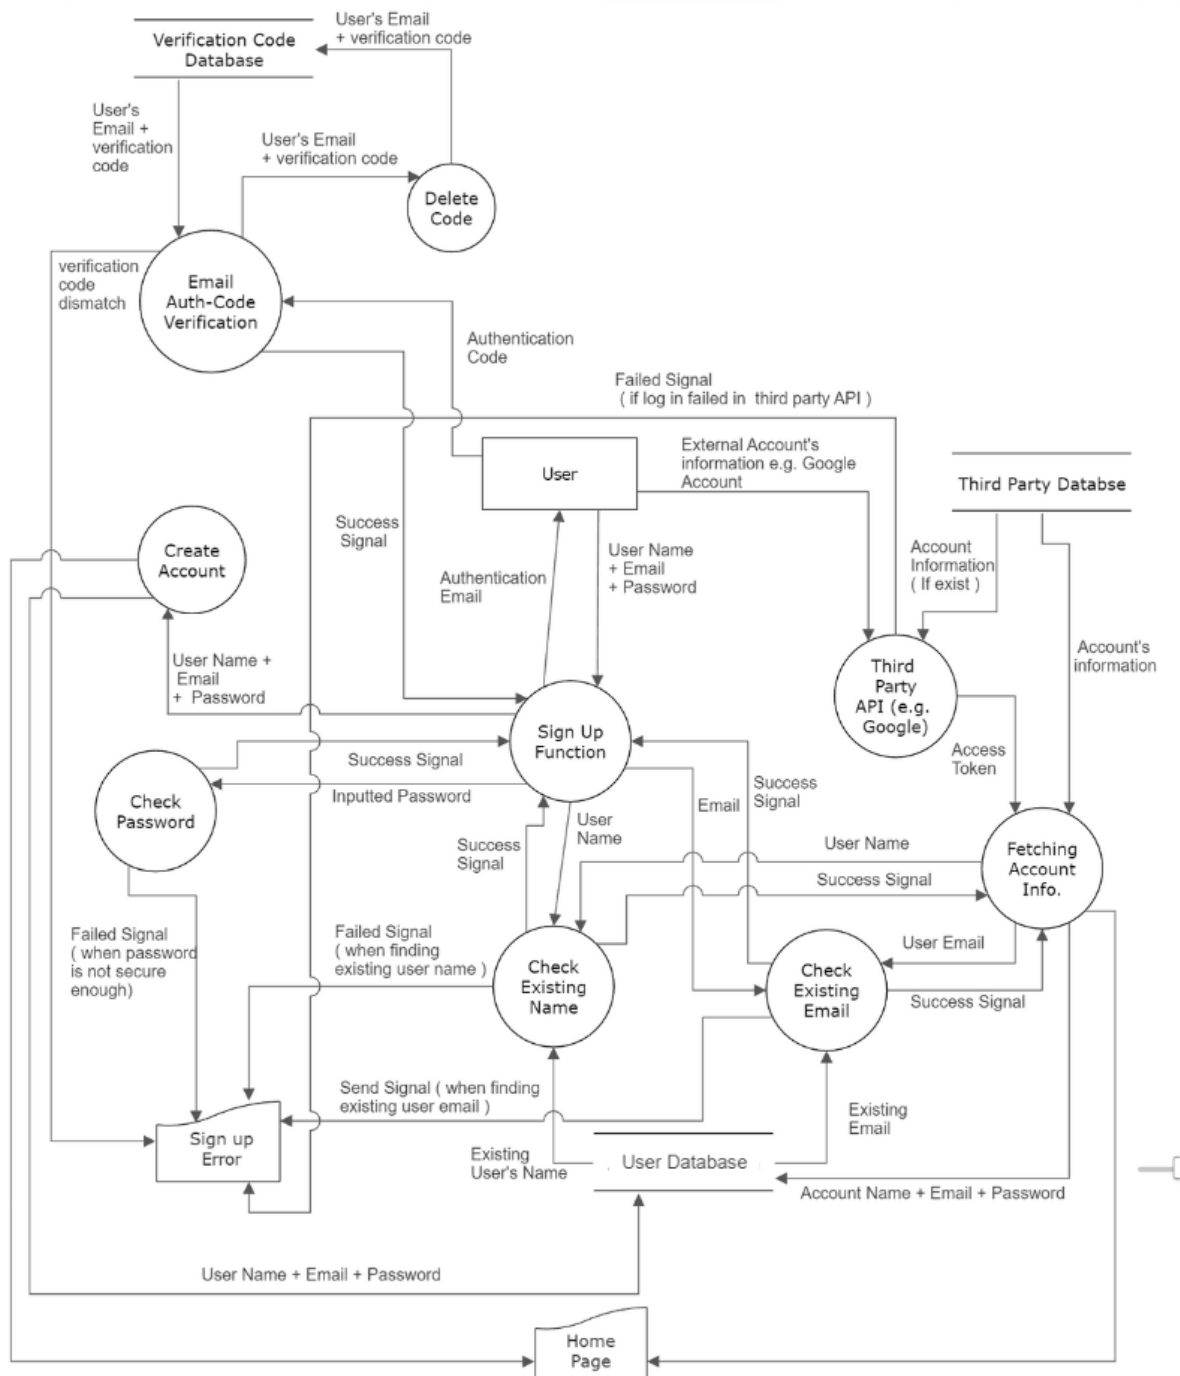 User's Email
+ verification code
Verification Code
Database
User's
Email +
verification
code
User's Email
+ verification code
Delete
Code
verification
code
dismatch
Email
Auth-Code
Verification
Authentication
Code
Failed Signal
( if log in failed in third party API )
External Account's
information e.g. Google
Account
User
Third Party Databse
Success
Signal
Create
Account
User Name
+ Email
+ Password
Account
Information
( If exist )
Authentication
Email
Account's
information
User Name +
Email
+ Password
Third
Party
API (e.g.
Google)
Sign Up
Function
Success Signal
Access
Token
Success
Signal
Inputted Password
Email
Check
Password
User
Name
Success
Signal
User Name
Fetching
Account
Info.
Success Signal
Failed Signal
( when password
is not secure
enough)
Failed Signal
( when finding
existing user name )
User Email
Check
Existing
Name
Check
Existing
Email
Success Signal
Send Signal ( when finding
existing user email )
Existing
Email
Sign up
Error
Existing
User's Name
User Database
Account Name + Email + Password
User Name + Email + Password
Home
Page